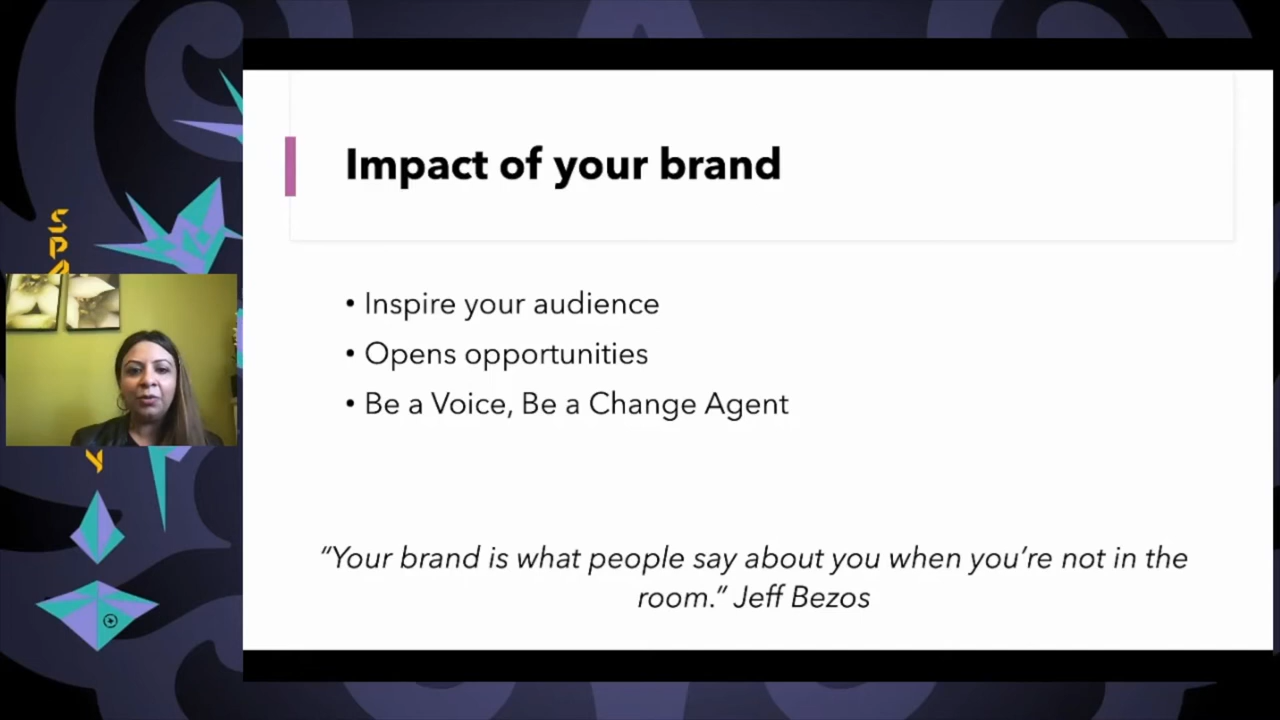 Impact of your brand
• Inspire your audience
• Opens opportunities
• Be a Voice, Be a Change Agent
“Your brand is what people say about you when you’re not in the
room.” Jeff Bezos